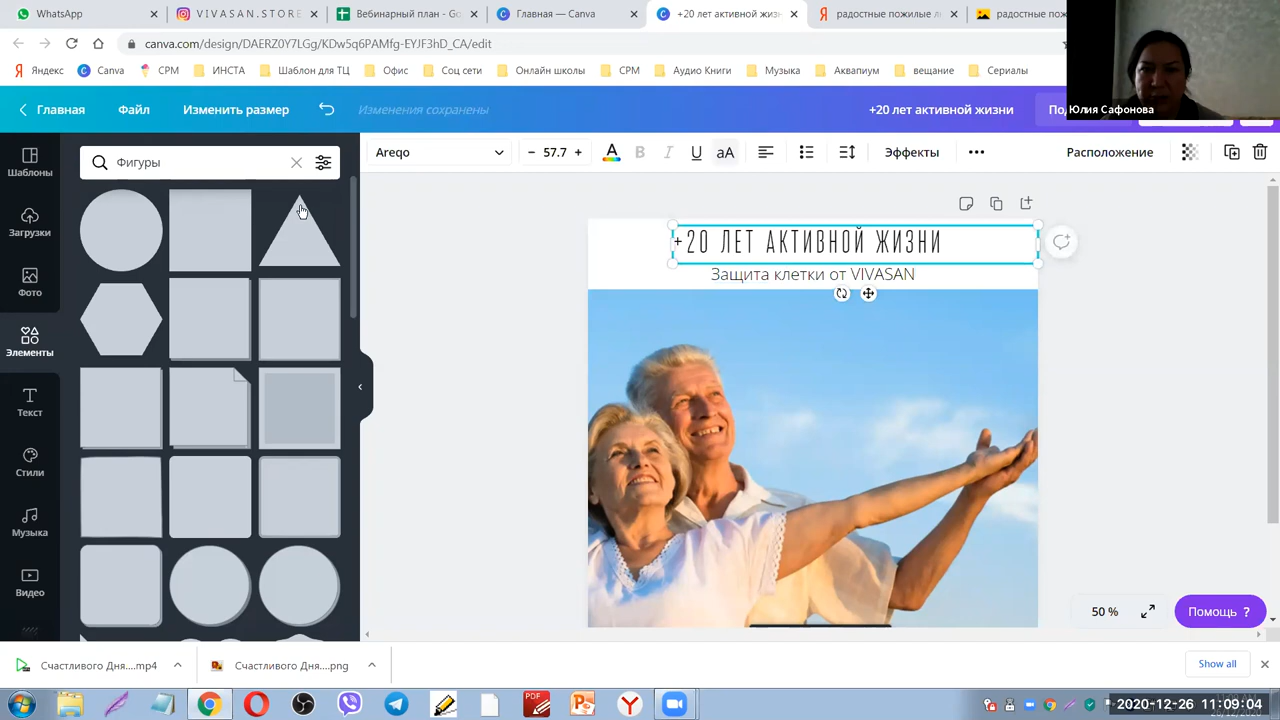 WhatsApp
V I V A S A N . S T O R E
Вебинарный план - Go
Главная — Canva
+20 лет активной жизн
радостные пожилые л
радостные пож
canva.com/design/DAERZ0Y7LGg/KDw5q6PAMfg-EYJF3hD_CA/edit
Яндекс
Canva
СРМ
ИНСТА
Шаблон для ТЦ
Офис
Соц сети
Онлайн школы
СРМ
Аудио Книги
Музыка
Аквапиум
вещание
Сериалы
Юлия Сафонова
Главная
Файл
Изменить размер
Изменения сохранены
+20 лет активной жизни
Шаблоны
Загрузки
Фото
Элементы
Текст
Стили
Музыка
Видео
Фигуры
Areqo
57.7
A
B
I
U
aA
Эффекты
Расположение
+20 ЛЕТ АКТИВНОЙ ЖИЗНИ
Защита клетки от VIVASAN
50 %
Помощь ?
Счастливого Дня....mp4
Счастливого Дня....png
Show all
2020-12-26 11:09:04